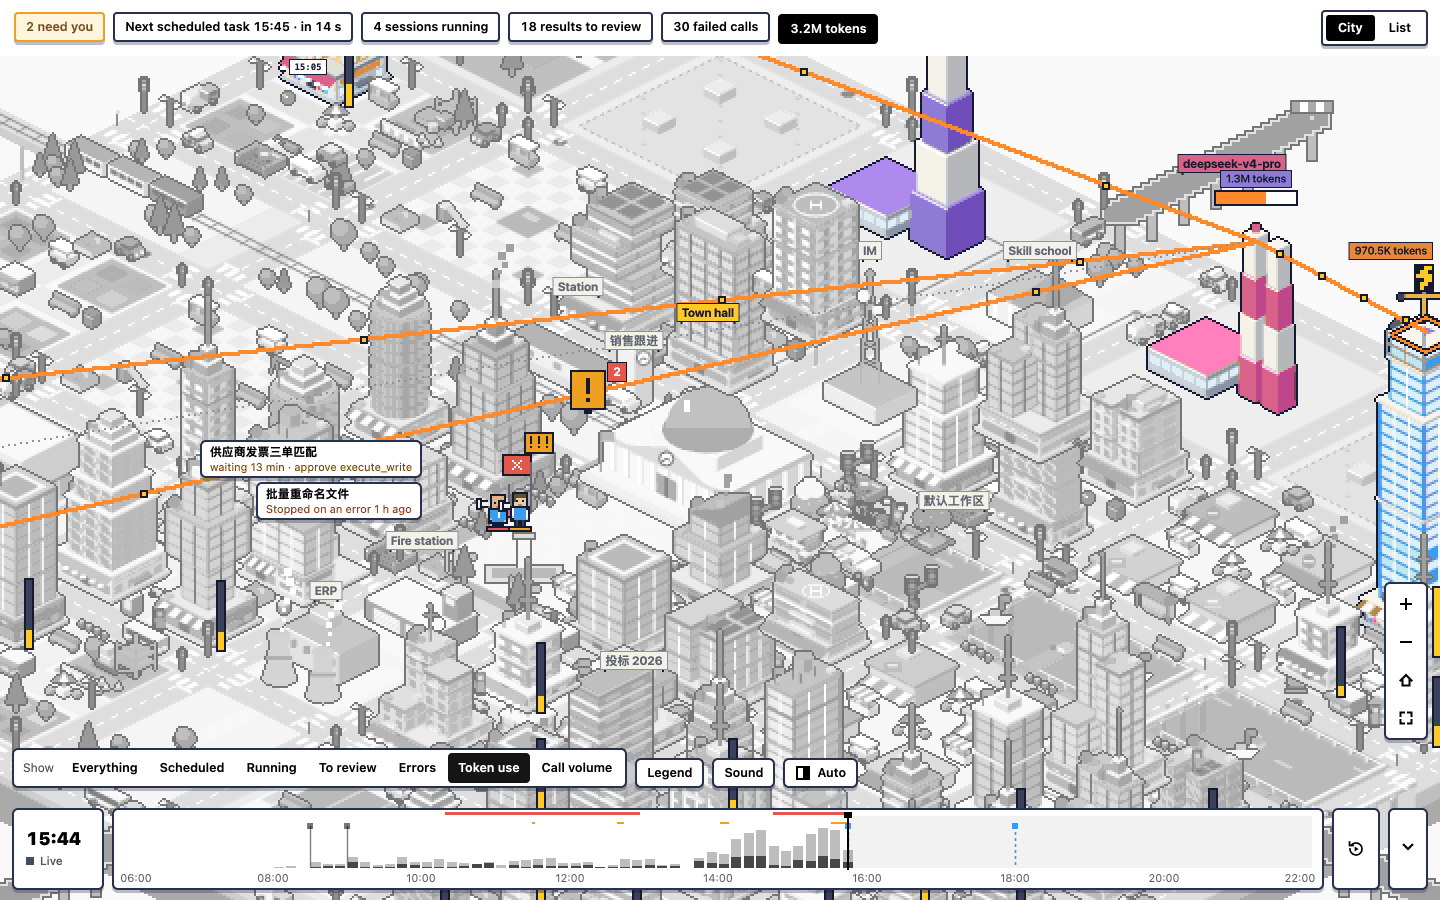 2 need you
Next scheduled task 15:45 · in 14 s
4 sessions running
18 results to review
30 failed calls
3.2M tokens
City
List
15:05
deepseek-v4-pro
1.3M tokens
IM
Skill school
970.5K tokens
Station
Town hall
销售跟进
2
供应商发票三单匹配
waiting 13 min · approve execute_write
批量重命名文件
Stopped on an error 1 h ago
默认工作区
Fire station
ERP
投标 2026
Show
Everything
Scheduled
Running
To review
Errors
Token use
Call volume
Legend
Sound
Auto
15:44
Live
06:00
08:00
10:00
12:00
14:00
16:00
18:00
20:00
22:00